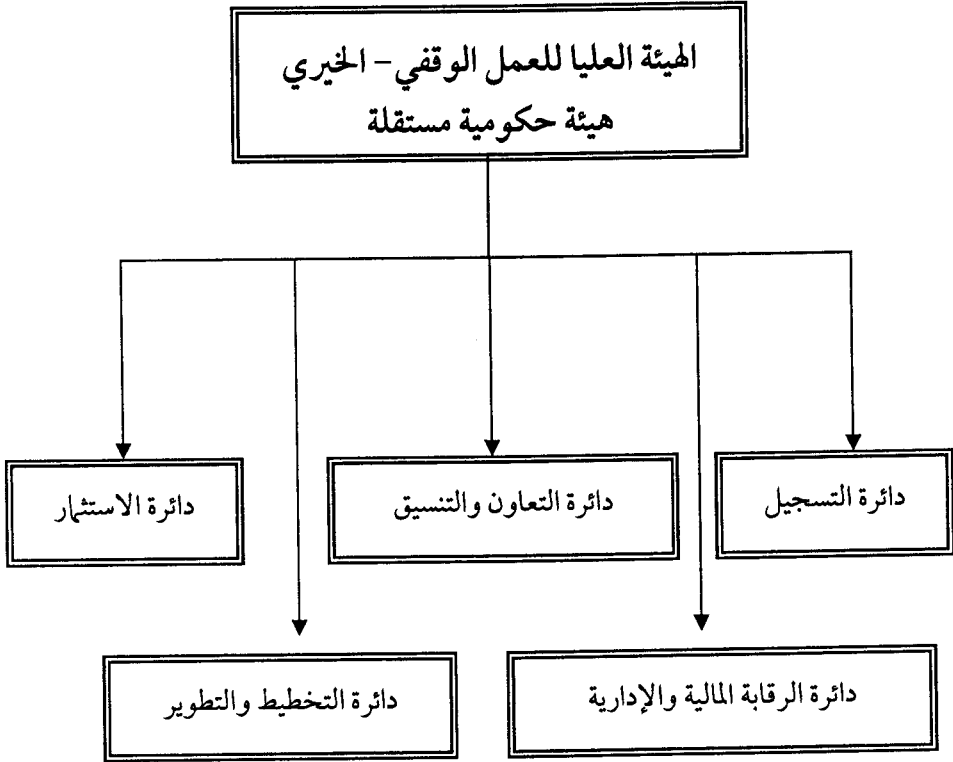 الهيئة العليا للعمل الوقفي – الخيري
هيئة حكومية مستقلة
دائرة التسجيل
دائرة التعاون والتنسيق
دائرة الاستثمار
دائرة الرقابة المالية والإدارية
دائرة التخطيط والتطوير